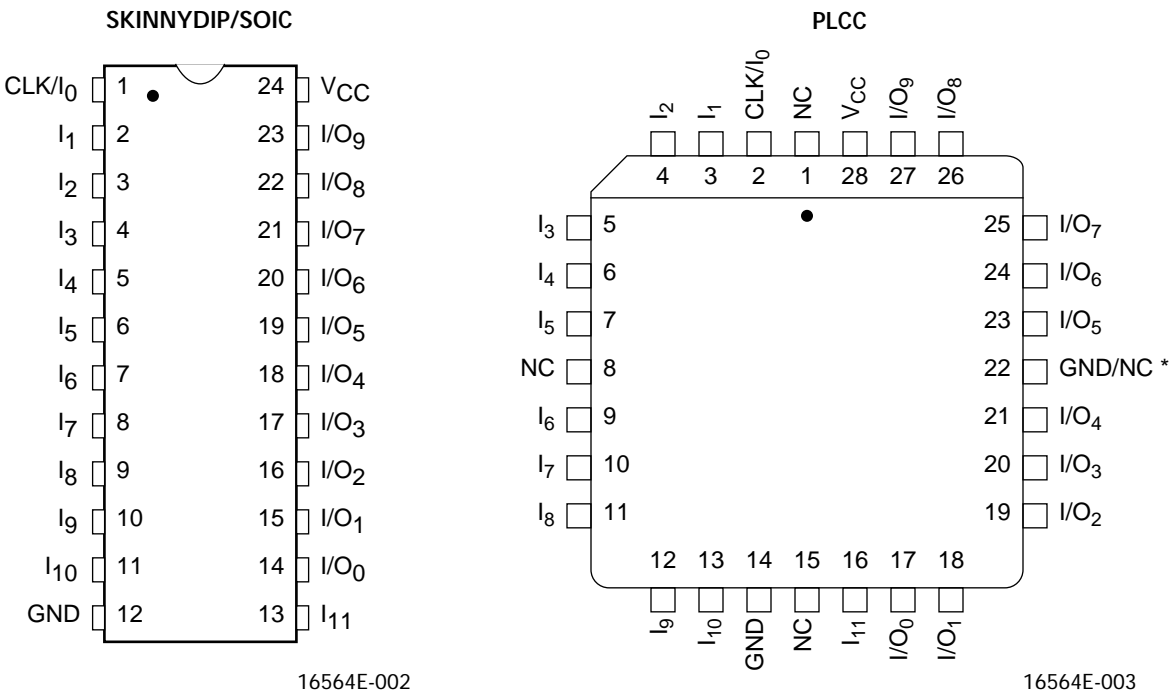 SKINNYDIP/SOIC
CLK/I0 1 24 VCC
I1 2 23 I/O9
I2 3 22 I/O8
I3 4 21 I/O7
I4 5 20 I/O6
I5 6 19 I/O5
I6 7 18 I/O4
I7 8 17 I/O3
I8 9 16 I/O2
I9 10 15 I/O1
I10 11 14 I/O0
GND 12 13 I11
16564E-002
PLCC
I2 I1 CLK/I0 NC VCC I/O9 I/O8
4 3 2 1 28 27 26
I3 5 25 I/O7
I4 6 24 I/O6
I5 7 23 I/O5
NC 8 22 GND/NC *
I6 9 21 I/O4
I7 10 20 I/O3
I8 11 19 I/O2
12 13 14 15 16 17 18
I9 I10 GND NC I11 I/O0 I/O1
16564E-003